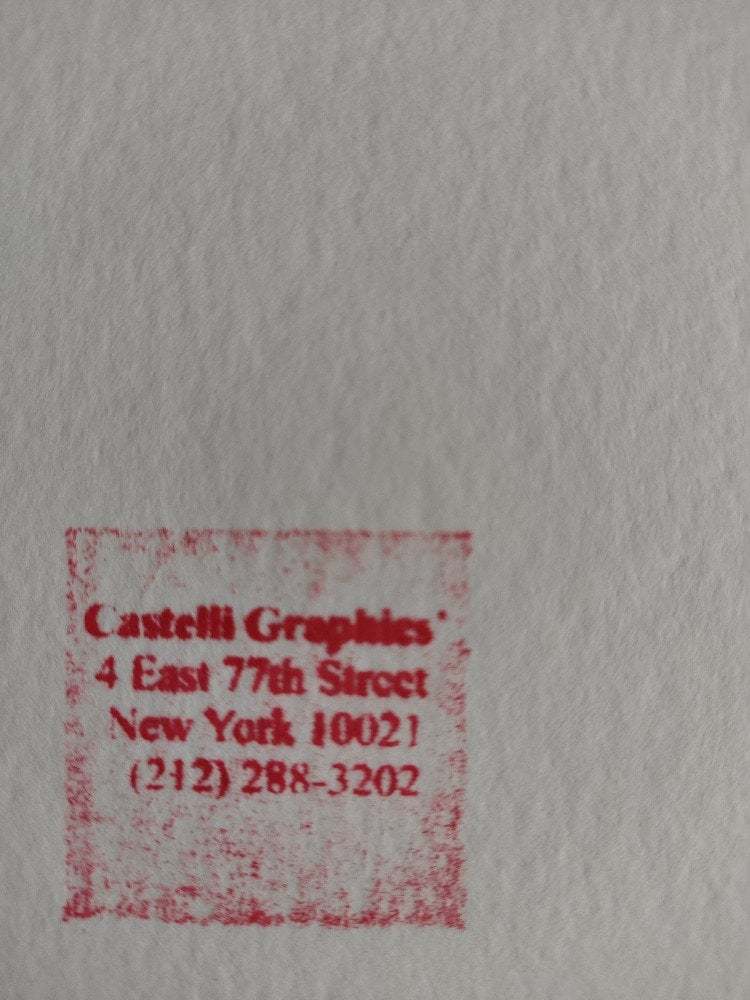 Castelli Graphics
4 East 77th Street
New York 10021
(212) 288-3202